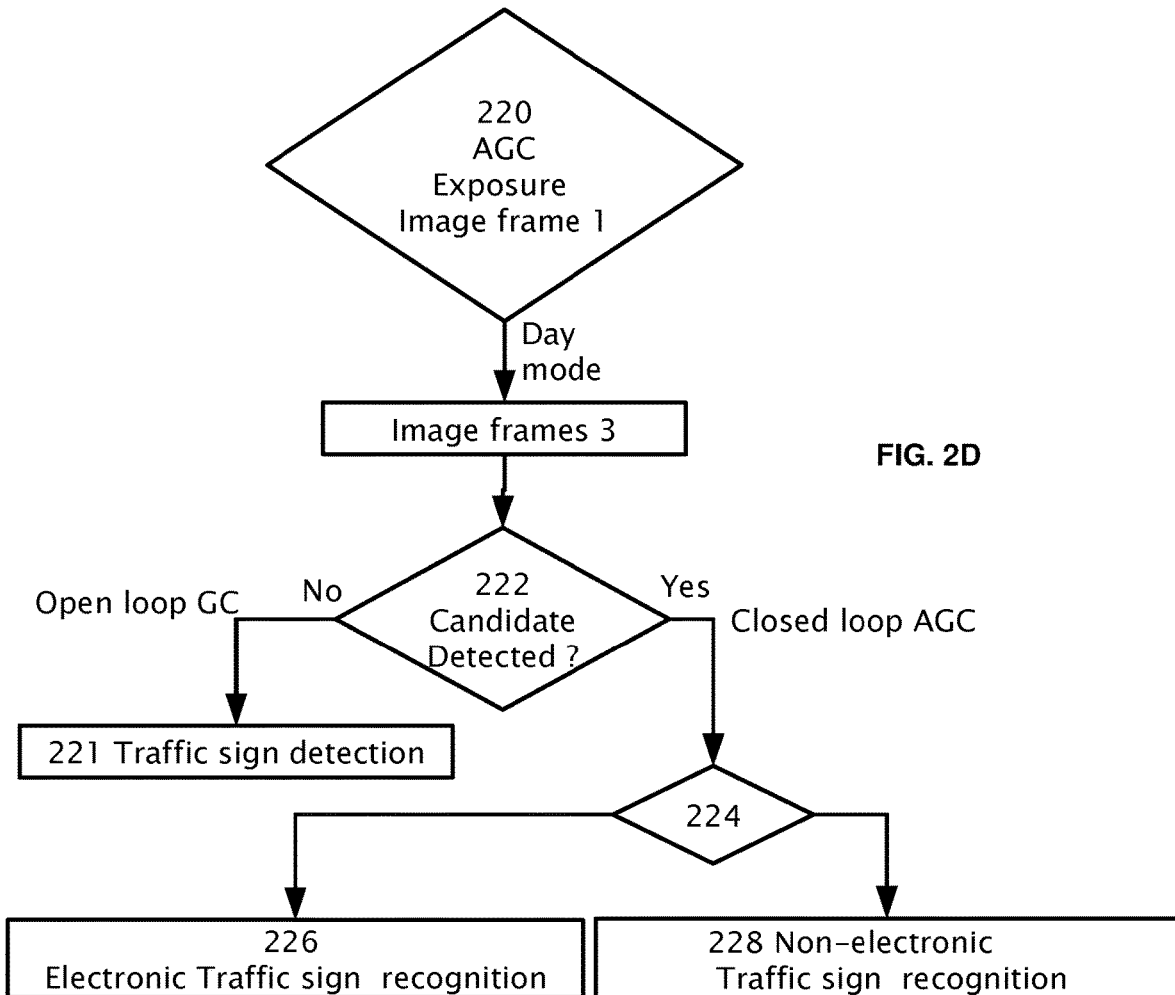 220
AGC
Exposure
Image frame 1
Day
mode
Image frames 3
FIG. 2D
222
Candidate
Detected ?
No
Yes
Open loop GC
Closed loop AGC
221 Traffic sign detection
224
226
Electronic Traffic sign recognition
228 Non-electronic
Traffic sign recognition